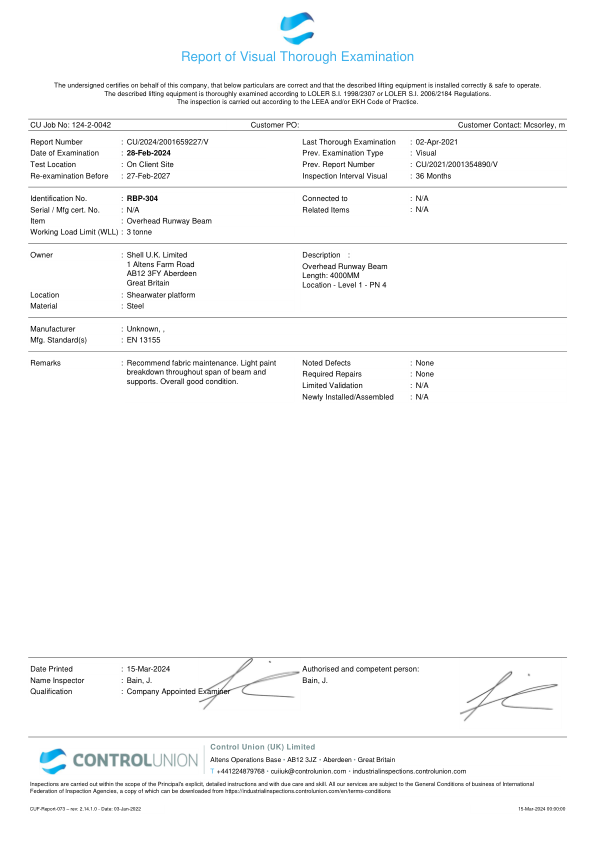 Report of Visual Thorough Examination
The undersigned certifies on behalf of this company, that below particulars are correct and that the described lifting equipment is installed correctly & safe to operate.
The described lifting equipment is thoroughly examined according to LOLER S.I. 1998/2307 or LOLER S.I. 2006/2184 Regulations.
The inspection is carried out according to the LEEA and/or EKH Code of Practice.
CU Job No: 124-2-0042 Customer PO: Customer Contact: Mcsorley, m
Report Number : CU/2024/2001659227/V Last Thorough Examination : 02-Apr-2021
Date of Examination : 28-Feb-2024 Prev. Examination Type : Visual
Test Location : On Client Site Prev. Report Number : CU/2021/2001354890/V
Re-examination Before : 27-Feb-2027 Inspection Interval Visual : 36 Months
Identification No. : RBP-304 Connected to : N/A
Serial / Mfg cert. No. : N/A Related Items : N/A
Item : Overhead Runway Beam
Working Load Limit (WLL) : 3 tonne
Owner : Shell U.K. Limited Description :
1 Altens Farm Road Overhead Runway Beam
AB12 3FY Aberdeen Length: 4000MM
Great Britain Location - Level 1 - PN 4
Location : Shearwater platform
Material : Steel
Manufacturer : Unknown, ,
Mfg. Standard(s) : EN 13155
Remarks : Recommend fabric maintenance. Light paint Noted Defects : None
breakdown throughout span of beam and Required Repairs : None
supports. Overall good condition. Limited Validation : N/A
Newly Installed/Assembled : N/A
Date Printed : 15-Mar-2024 Authorised and competent person:
Name Inspector : Bain, J. Bain, J.
Qualification : Company Appointed Examiner
CONTROLUNION
Control Union (UK) Limited
Altens Operations Base · AB12 3JZ · Aberdeen · Great Britain
T +441224879768 · cuiiuk@controlunion.com · industrialinspections.controlunion.com
Inspections are carried out within the scope of the Principal's explicit, detailed instructions and with due care and skill. All our services are subject to the General Conditions of business of International
Federation of Inspection Agencies, a copy of which can be downloaded from https://industrialinspections.controlunion.com/en/terms-conditions
CUF-Report-073 – rev: 2.14.1.0 - Date: 03-Jun-2022 15-Mar-2024 00:00:00